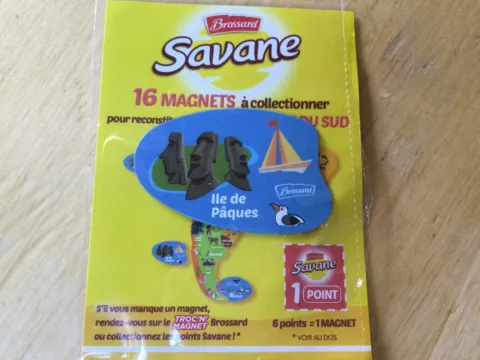 Brossard
Savane
16 MAGNETS à collectionner
pour reconstit DU SUD
Brossard
Ile de
Pâques
Savane
1 POINT
S'il vous manque un magnet,
rendez-vous sur le TROC'N' MAGNET Brossard
ou collectionnez les points Savane ! *
6 points = 1 MAGNET
* VOIR AU DOS